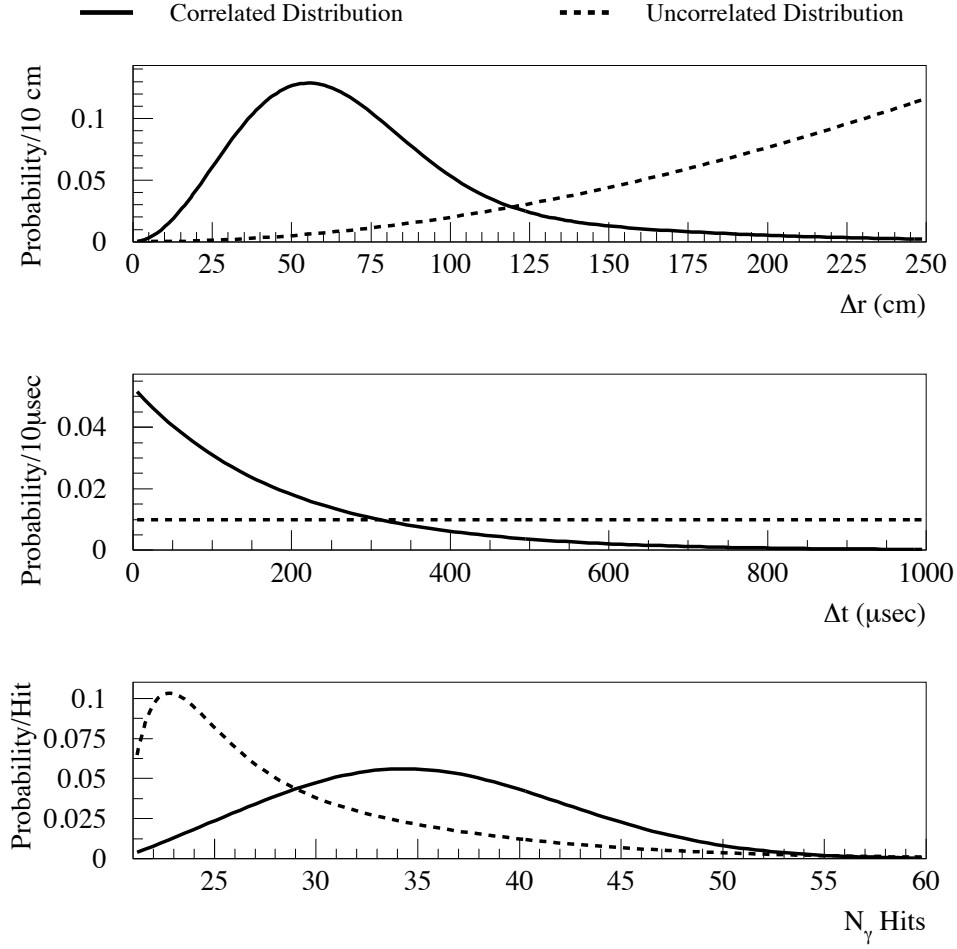 Correlated Distribution Uncorrelated Distribution
Probability/10 cm
0.1
0.05
0
0 25 50 75 100 125 150 175 200 225 250
Δr (cm)
Probability/10μsec
0.04
0.02
0
0 200 400 600 800 1000
Δt (μsec)
Probability/Hit
0.1
0.075
0.05
0.025
0
25 30 35 40 45 50 55 60
Nγ Hits